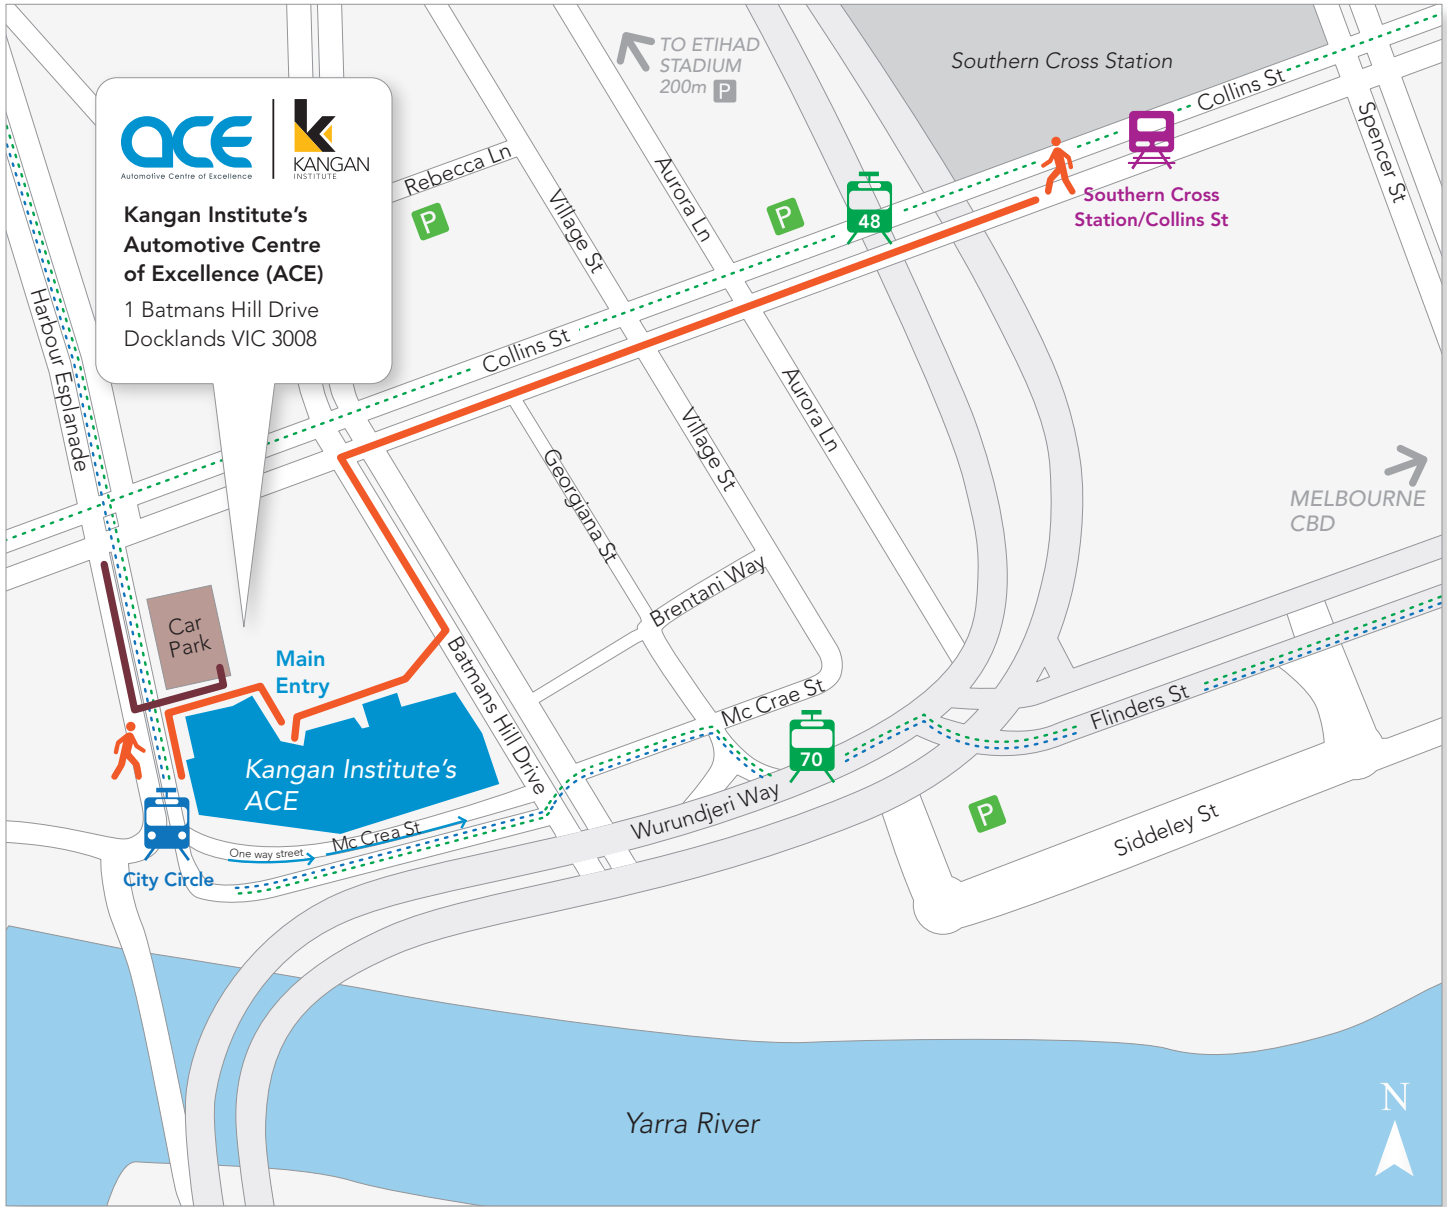 TO ETIHAD
STADIUM
200m P
Southern Cross Station
Collins St
Spencer St
ace
Automotive Centre of Excellence
KANGAN
INSTITUTE
Kangan Institute's
Automotive Centre
of Excellence (ACE)
1 Batmans Hill Drive
Docklands VIC 3008
Rebecca Ln
P
Village St
Aurora Ln
P
48
Southern Cross
Station/Collins St
Harbour Esplanade
Collins St
Georgiana St
Village St
Aurora Ln
MELBOURNE
CBD
Brentani Way
Car
Park
Main
Entry
Batmans Hill Drive
Mc Crae St
Flinders St
70
Kangan Institute's
ACE
Wurundjeri Way
P
Siddeley St
Mc Crea St
One way street
City Circle
Yarra River
N